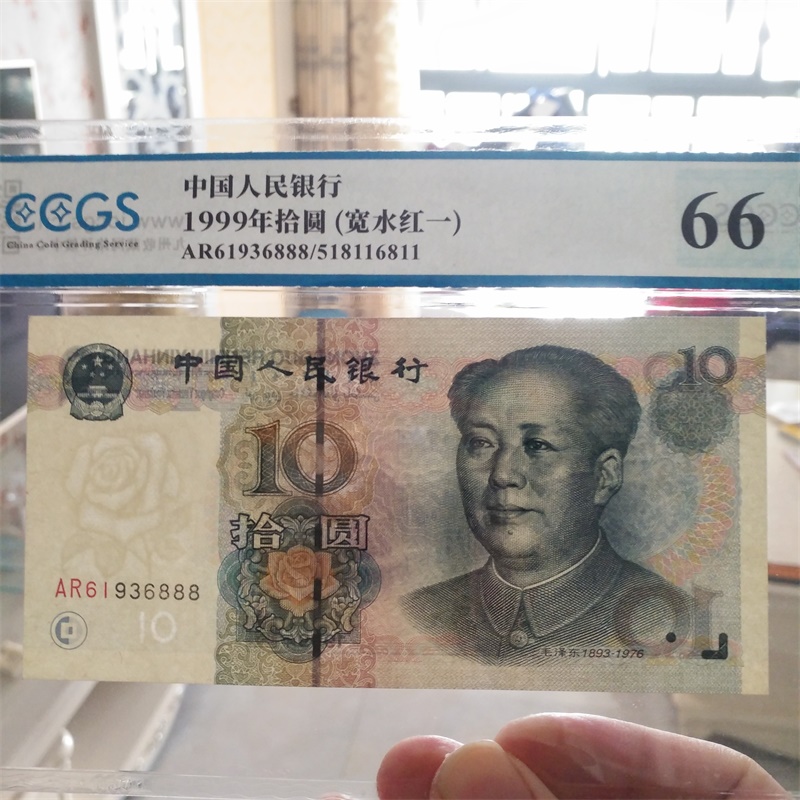 CCGS
China Coin Grading Service
中国人民银行
1999年拾圆 (宽水红一)
AR61936888/518116811
66
中国人民银行
10
10
拾圆
AR61936888
10
毛泽东1893-1976